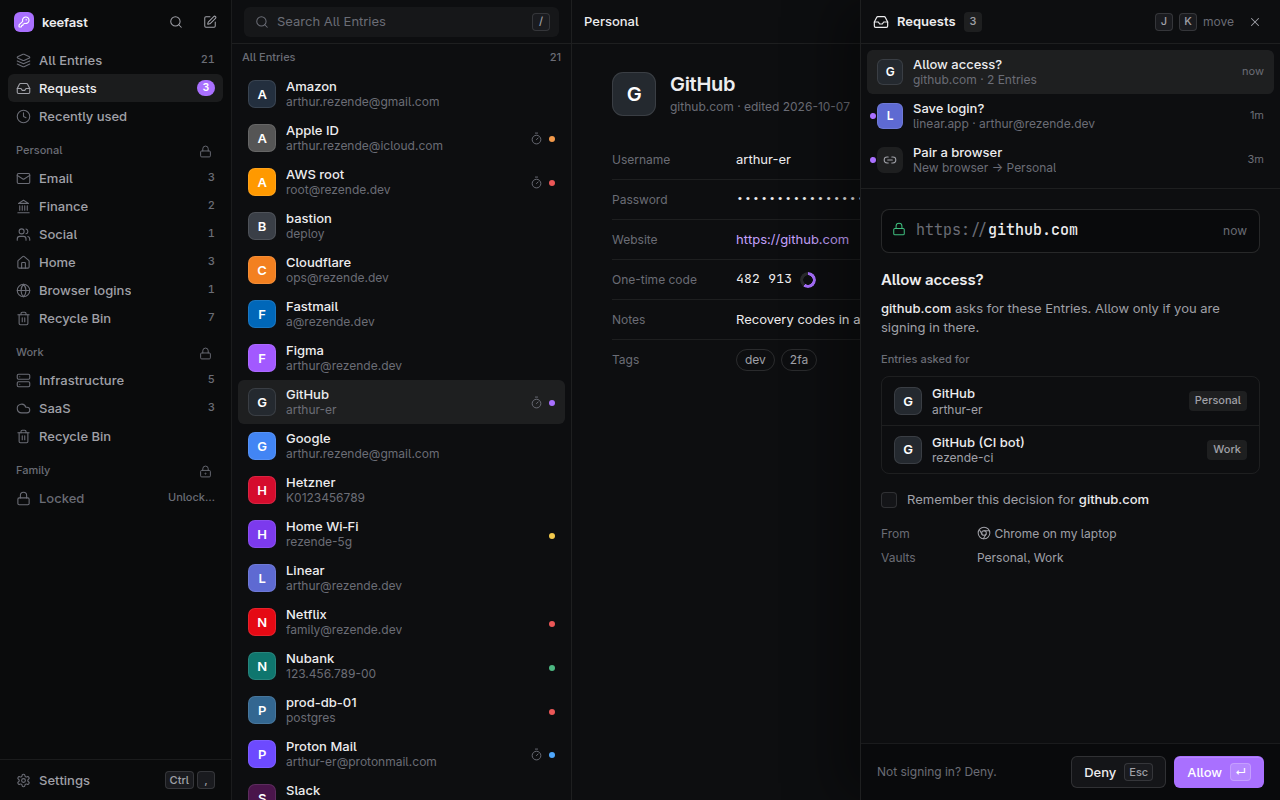 keefast
All Entries 21
Requests 3
Recently used
Personal
Email 3
Finance 2
Social 1
Home 3
Browser logins 1
Recycle Bin 7
Work
Infrastructure 5
SaaS 3
Recycle Bin
Family
Locked Unlock...
Settings Ctrl ,
Search All Entries /
All Entries 21
A Amazon
arthur.rezende@gmail.com
A Apple ID
arthur.rezende@icloud.com
A AWS root
root@rezende.dev
B bastion
deploy
C Cloudflare
ops@rezende.dev
F Fastmail
a@rezende.dev
F Figma
arthur@rezende.dev
G GitHub
arthur-er
G Google
arthur.rezende@gmail.com
H Hetzner
K0123456789
H Home Wi-Fi
rezende-5g
L Linear
arthur@rezende.dev
N Netflix
family@rezende.dev
N Nubank
123.456.789-00
P prod-db-01
postgres
P Proton Mail
arthur-er@protonmail.com
S Slack
Personal
G GitHub
github.com · edited 2026-10-07
Username arthur-er
Password ••••••••••••••••
Website https://github.com
One-time code 482 913
Notes Recovery codes in a
Tags dev 2fa
Requests 3 J K move
G Allow access? now
github.com · 2 Entries
L Save login? 1m
linear.app · arthur@rezende.dev
Pair a browser 3m
New browser → Personal
https://github.com now
Allow access?
github.com asks for these Entries. Allow only if you are
signing in there.
Entries asked for
G GitHub Personal
arthur-er
G GitHub (CI bot) Work
rezende-ci
Remember this decision for github.com
From Chrome on my laptop
Vaults Personal, Work
Not signing in? Deny. Deny Esc Allow ↵